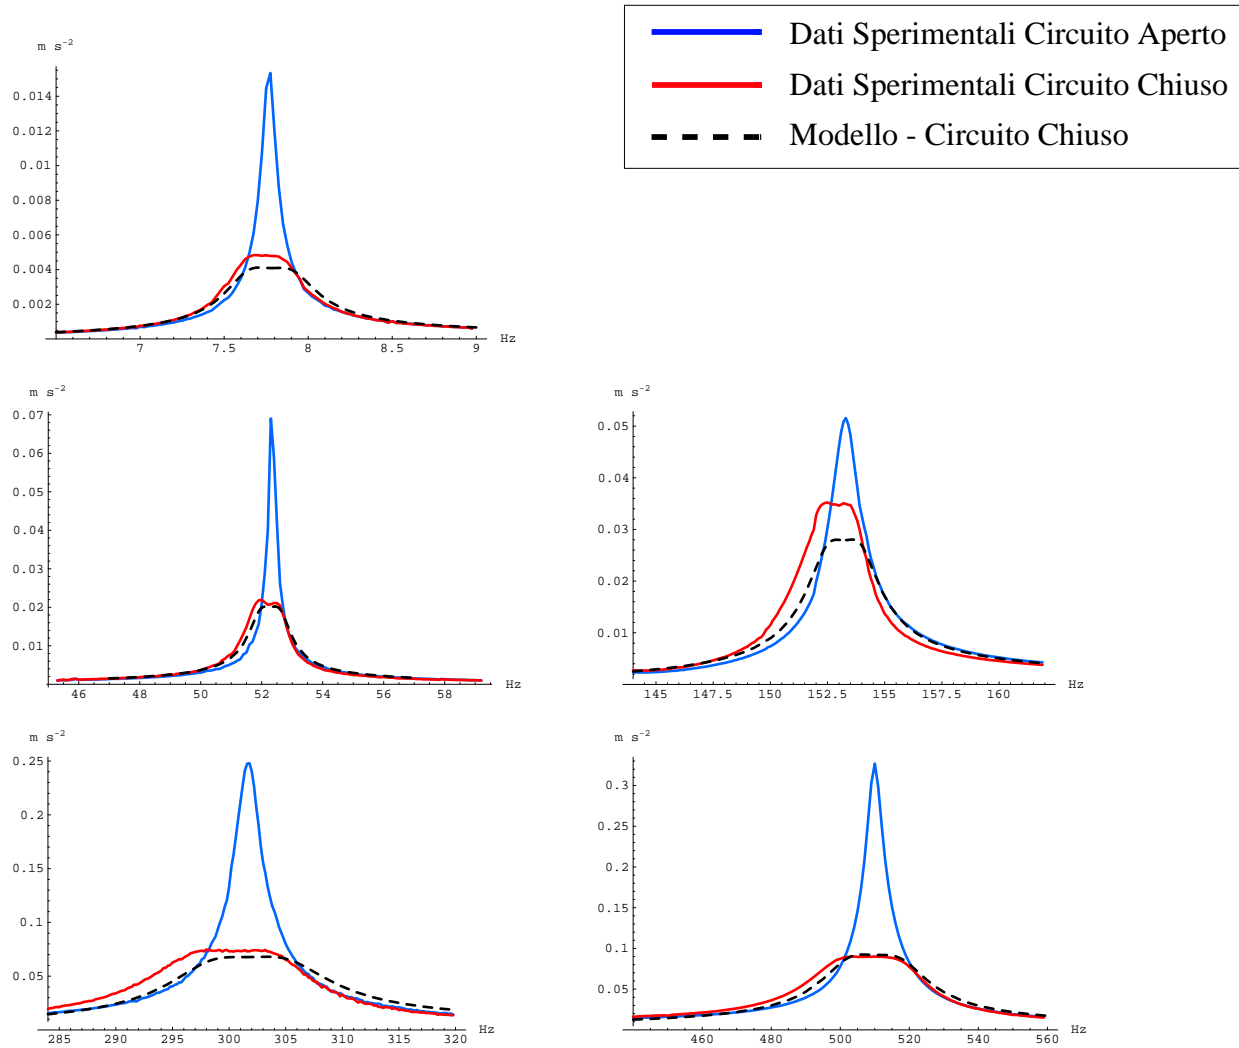 Dati Sperimentali Circuito Aperto
Dati Sperimentali Circuito Chiuso
Modello - Circuito Chiuso
m s⁻²
0.014
0.012
0.01
0.008
0.006
0.004
0.002
7 7.5 8 8.5 9 Hz
m s⁻²
0.07
0.06
0.05
0.04
0.03
0.02
0.01
46 48 50 52 54 56 58 Hz
m s⁻²
0.05
0.04
0.03
0.02
0.01
145 147.5 150 152.5 155 157.5 160 Hz
m s⁻²
0.25
0.2
0.15
0.1
0.05
285 290 295 300 305 310 315 320 Hz
m s⁻²
0.3
0.2
0.1
0.05
460 480 500 520 540 560 Hz